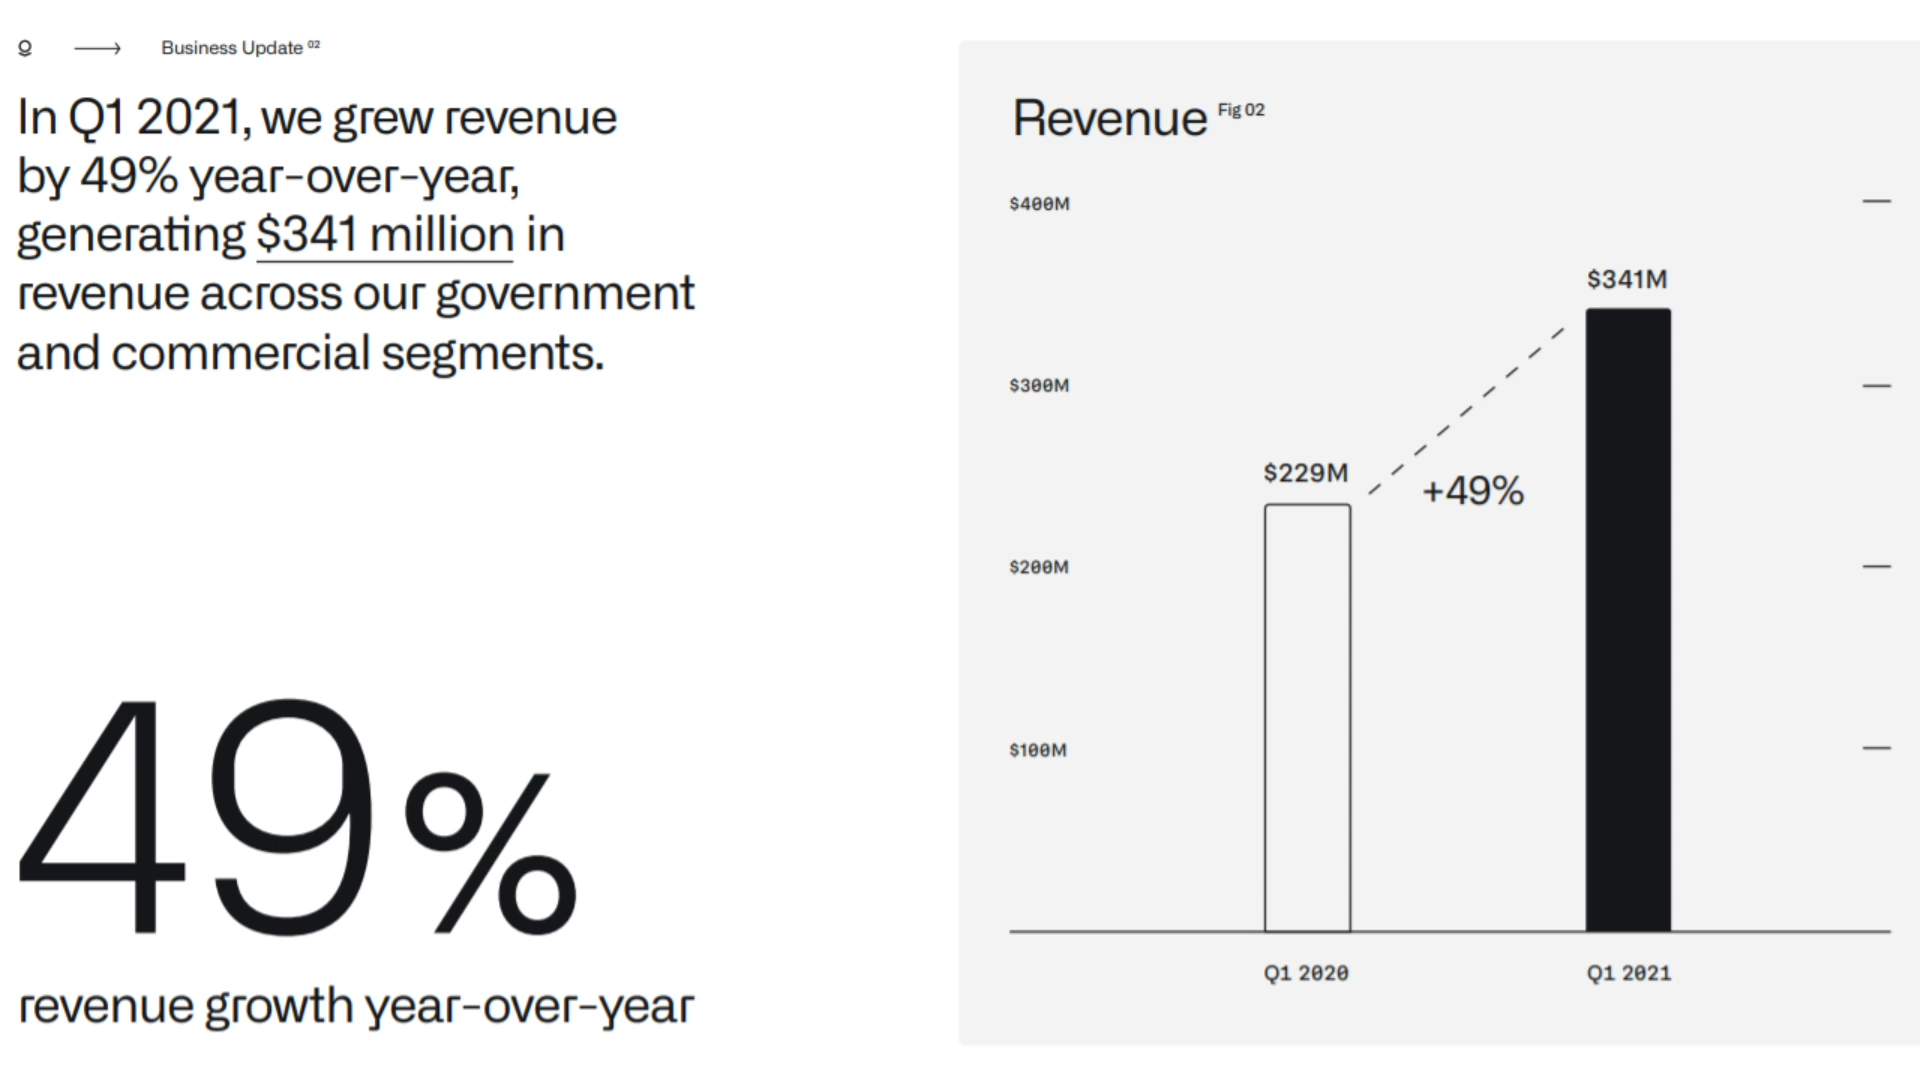 Business Update 02
In Q1 2021, we grew revenue
by 49% year-over-year,
generating $341 million in
revenue across our government
and commercial segments.
49%
revenue growth year-over-year
Revenue Fig 02
$400M
$341M
$300M
$229M
+49%
$200M
$100M
Q1 2020
Q1 2021